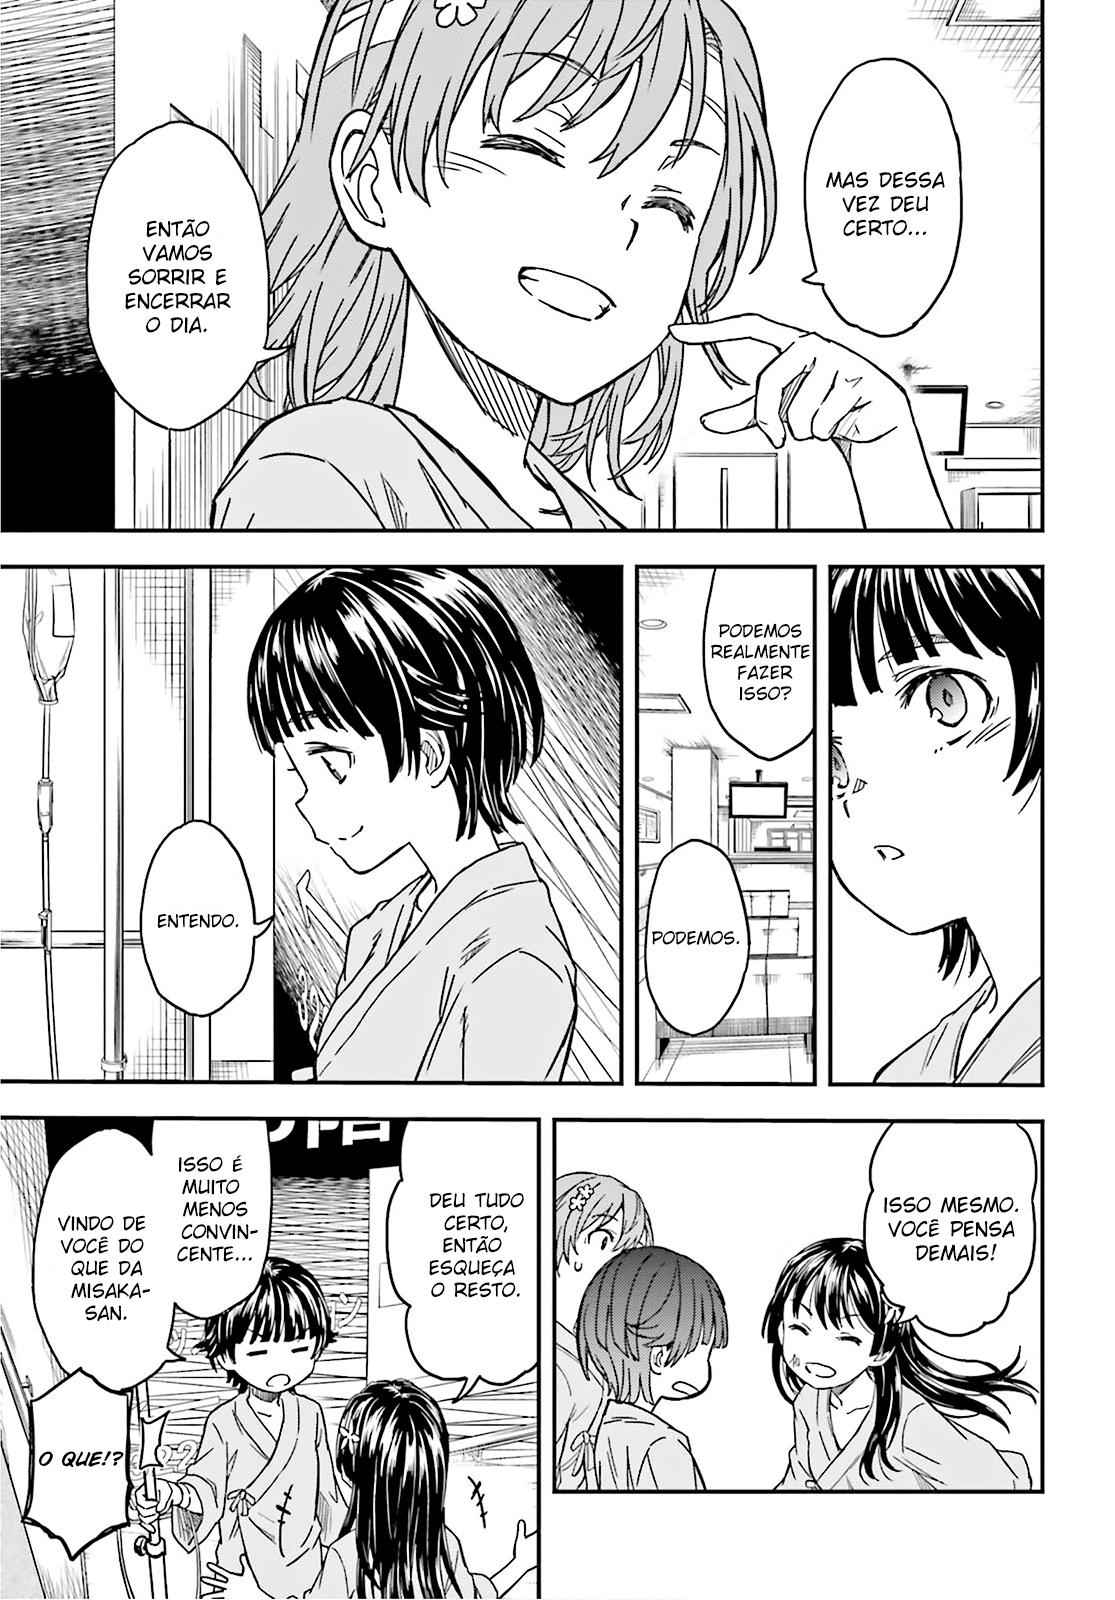 MAS DESSA
VEZ DEU
CERTO...
ENTÃO
VAMOS
SORRIR E
ENCERRAR
O DIA.
PODEMOS
REALMENTE
FAZER
ISSO?
PODEMOS.
ENTENDO.
ISSO MESMO.
VOCÊ PENSA
DEMAIS!
DEU TUDO
CERTO,
ENTÃO
ESQUEÇA
O RESTO.
ISSO É
MUITO
MENOS
CONVIN-
CENTE...
VINDO DE
VOCÊ DO
QUE DA
MISAKA-
SAN.
O QUE!?